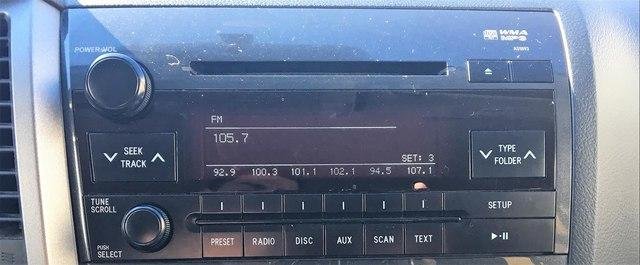 POWER/VOL
WMA
MP3
FM
105.7
SEEK
TRACK
TYPE
FOLDER
SET: 3
92.9 100.3 101.1 102.1 94.5 107.1
TUNE
SCROLL
SETUP
PUSH
SELECT
PRESET RADIO DISC AUX SCAN TEXT